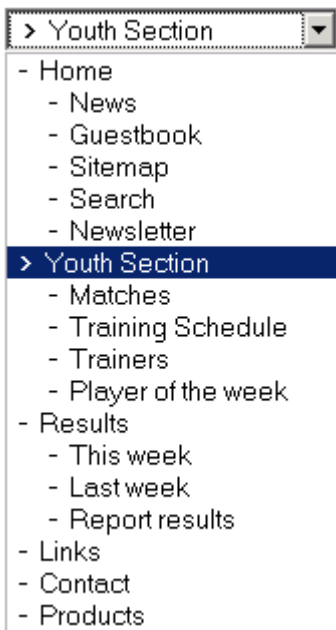 > Youth Section
- Home
- News
- Guestbook
- Sitemap
- Search
- Newsletter
> Youth Section
- Matches
- Training Schedule
- Trainers
- Player of the week
- Results
- This week
- Last week
- Report results
- Links
- Contact
- Products